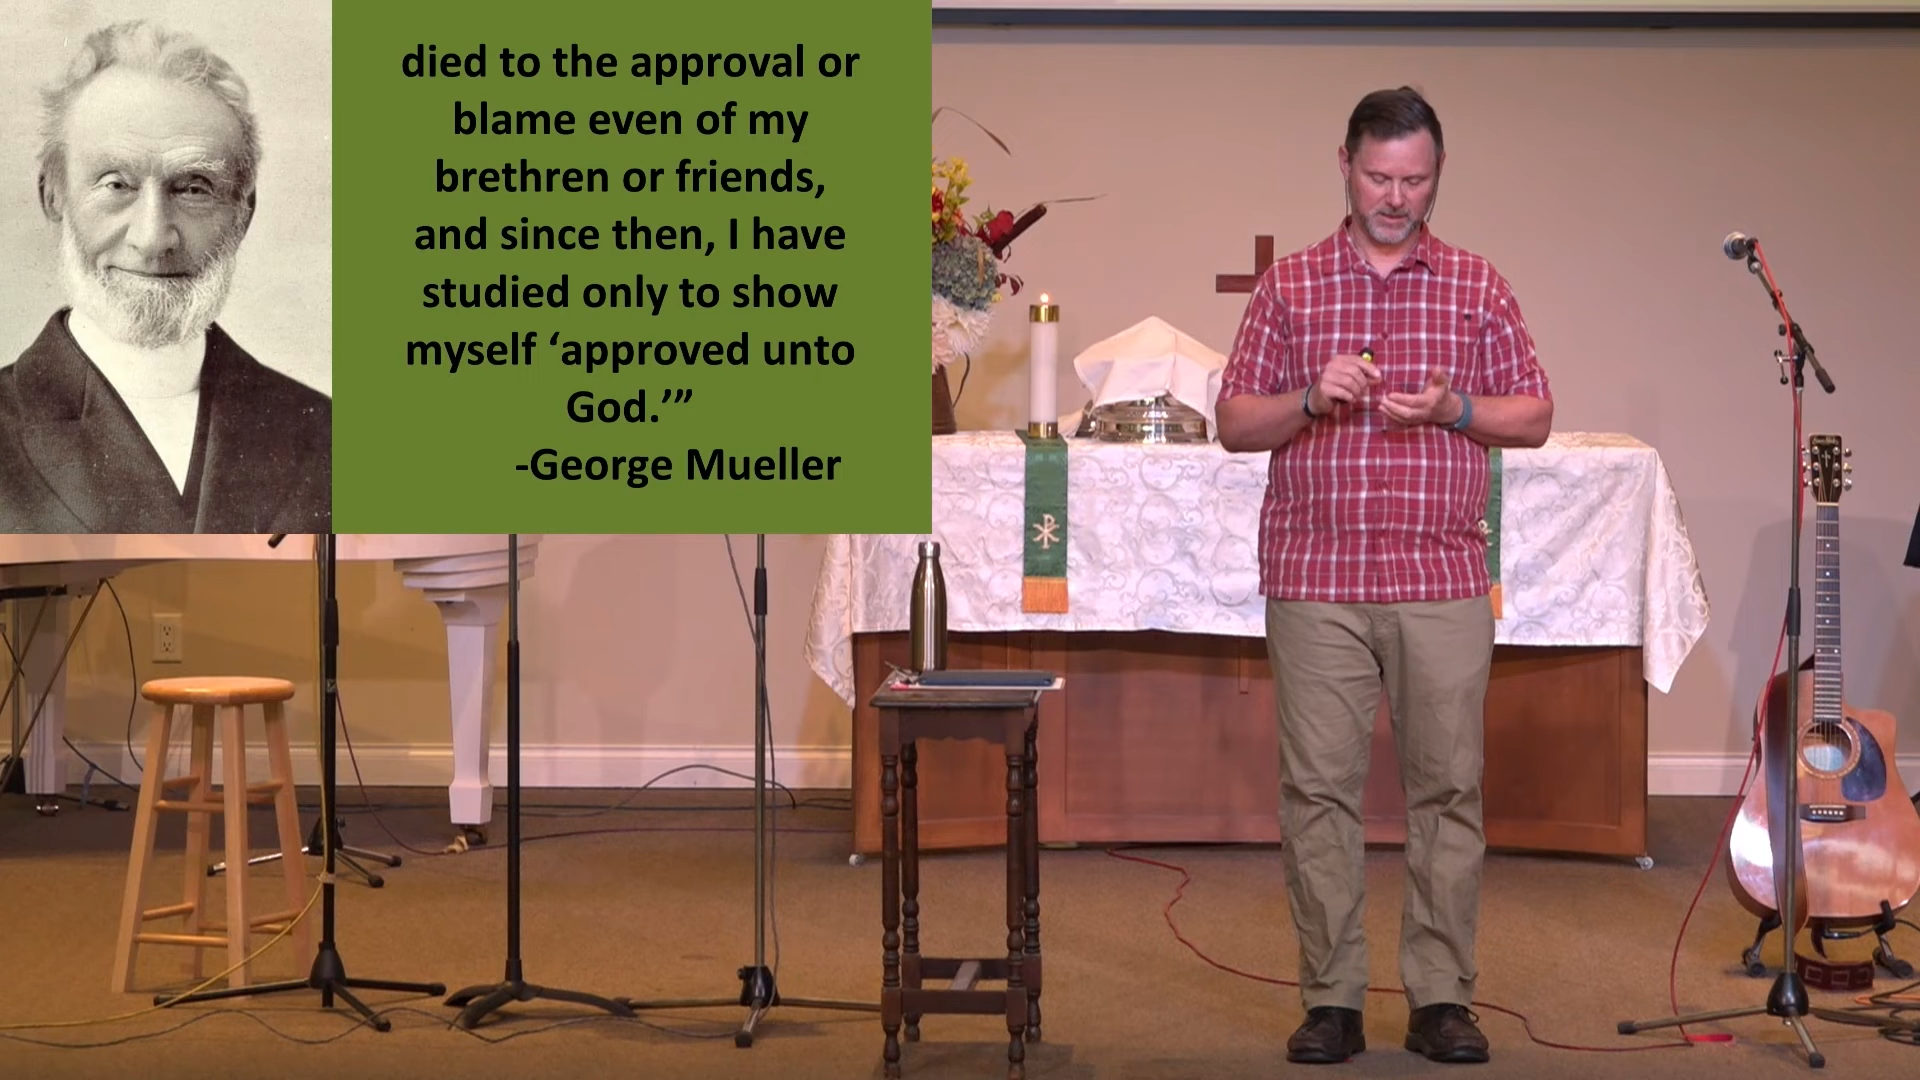 died to the approval or
blame even of my
brethren or friends,
and since then, I have
studied only to show
myself ‘approved unto
God.’”
-George Mueller